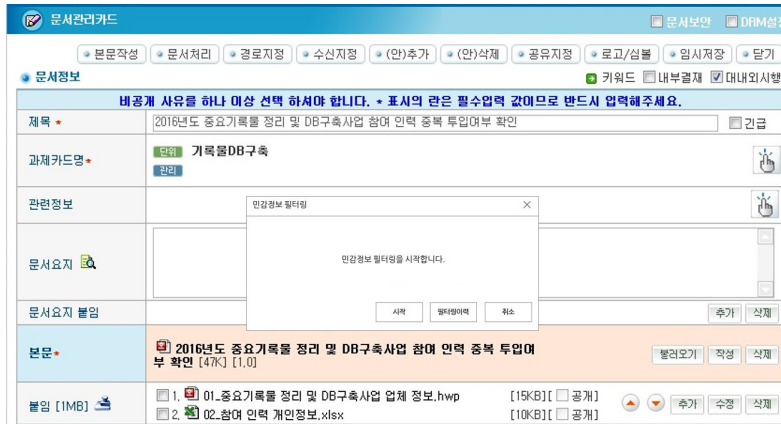 문서관리카드
문서보안 DRM설정
본문작성 문서처리 경로지정 수신지정 (안)추가 (안)삭제 공유지정 로고/심볼 임시저장 닫기
문서정보
키워드 내부결재 대내외시행
비공개 사유를 하나 이상 선택 하셔야 합니다. * 표시의 란은 필수입력 값이므로 반드시 입력해주세요.
제목 * 2016년도 중요기록물 정리 및 DB구축사업 참여 인력 중복 투입여부 확인 긴급
과제카드명* 단위 기록물DB구축
관리
관련정보
민감정보 필터링
문서요지
민감정보 필터링을 시작합니다.
시작 필터링이력 취소
문서요지 붙임 추가 삭제
본문* 2016년도 중요기록물 정리 및 DB구축사업 참여 인력 중복 투입여
부 확인 [47K] [1,0]
불러오기 작성 삭제
붙임 [1MB]
1, 01_중요기록물 정리 및 DB구축사업 업체 정보.hwp [15KB][ 공개]
2, 02_참여 인력 개인정보.xlsx [10KB][ 공개]
추가 수정 삭제